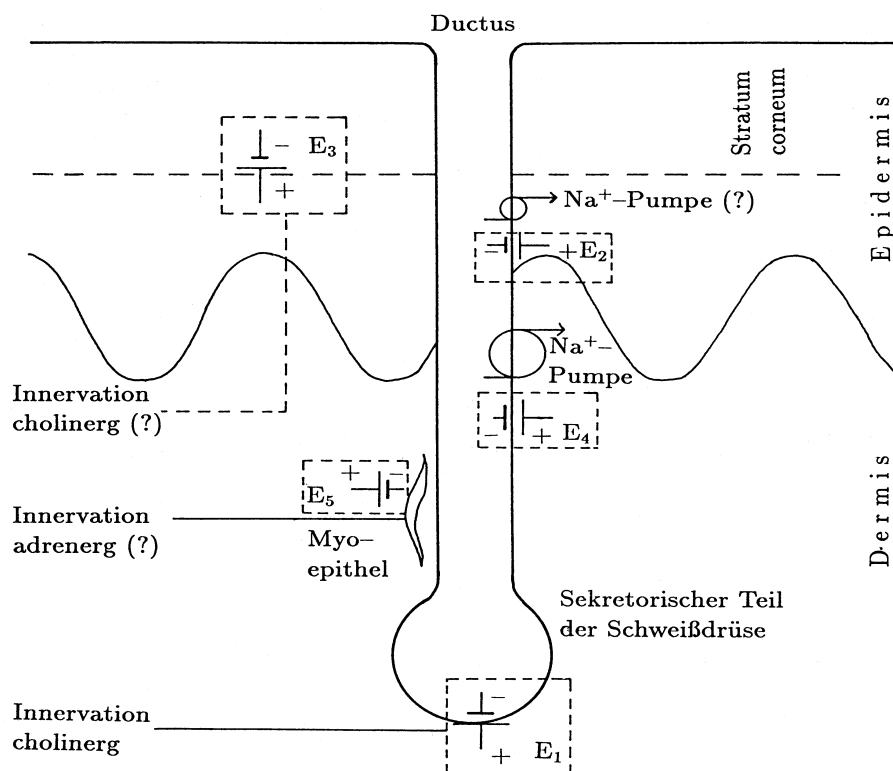 Ductus
Stratum
corneum
Epidermis
− E₃
+
Na⁺–Pumpe (?)
− +E₂
Na⁺–
Pumpe
Innervation
cholinerg (?)
− + E₄
+ −
E₅
Innervation
adrenerg (?)
Myo–
epithel
Dermis
Sekretorischer Teil
der Schweißdrüse
Innervation
cholinerg
−
+ E₁